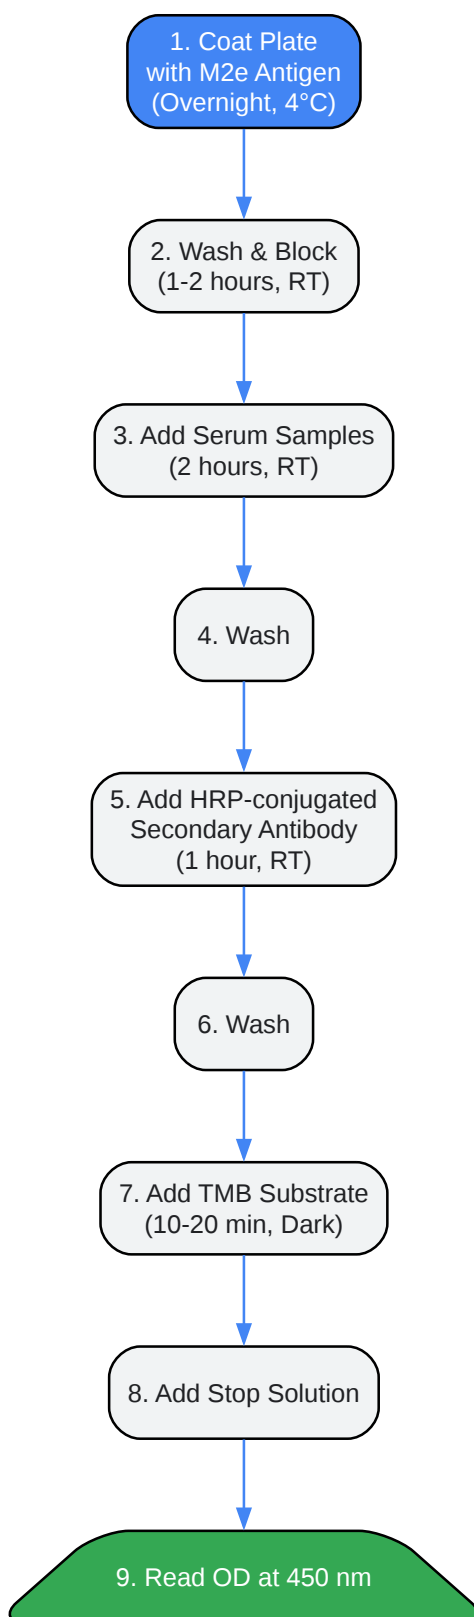 1. Coat Plate
with M2e Antigen
(Overnight, 4°C)
2. Wash & Block
(1-2 hours, RT)
3. Add Serum Samples
(2 hours, RT)
4. Wash
5. Add HRP-conjugated
Secondary Antibody
(1 hour, RT)
6. Wash
7. Add TMB Substrate
(10-20 min, Dark)
8. Add Stop Solution
9. Read OD at 450 nm